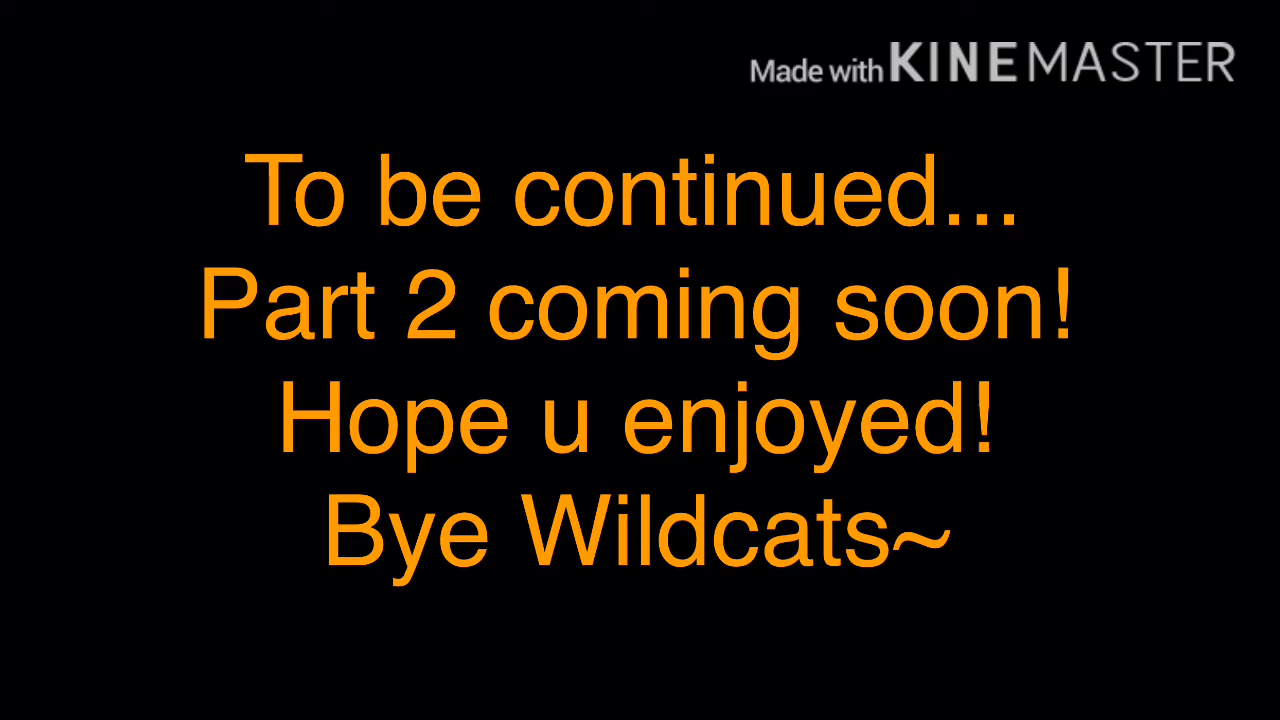 Made with KINEMASTER
To be continued...
Part 2 coming soon!
Hope u enjoyed!
Bye Wildcats~